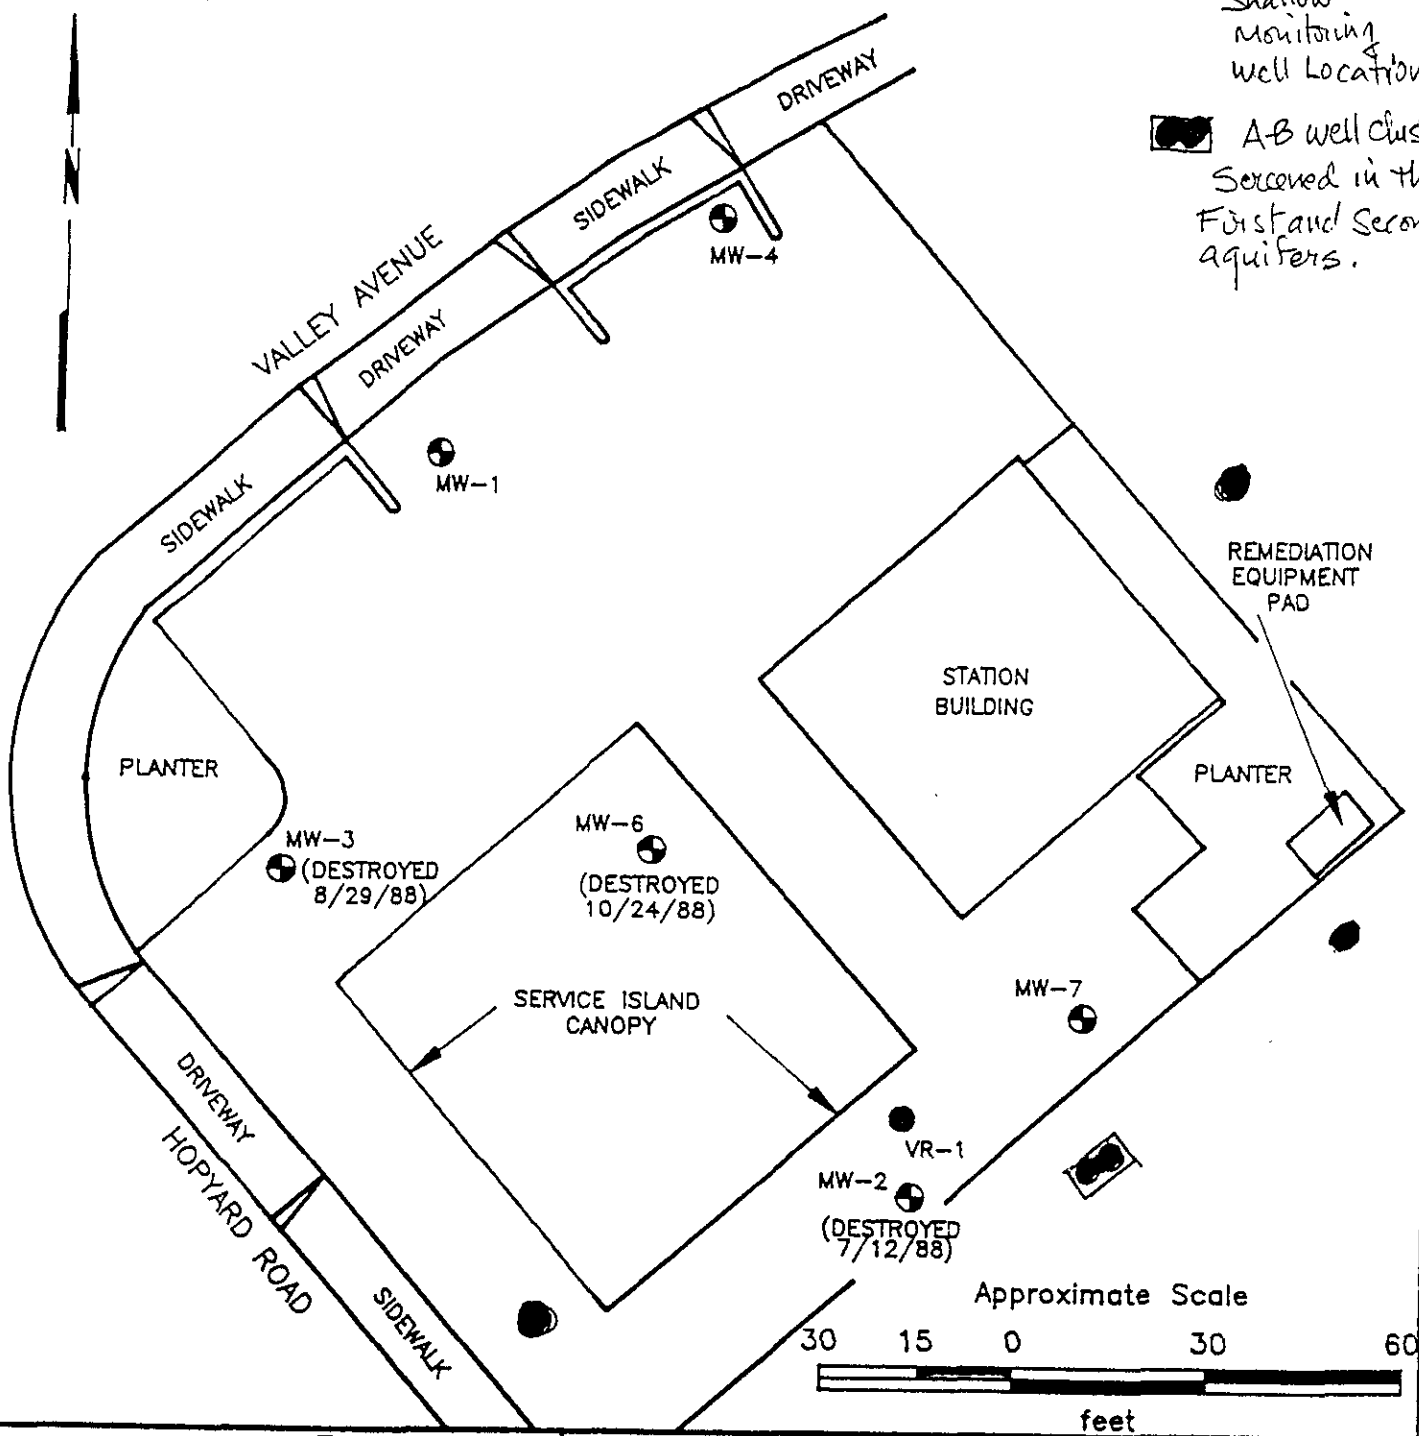 Shallow
Monitoring
Well Location
A-B well clus
Screened in th
First and Secon
aquifers.
N
DRIVEWAY
SIDEWALK
MW-4
VALLEY AVENUE
DRIVEWAY
MW-1
SIDEWALK
REMEDIATION
EQUIPMENT
PAD
STATION
BUILDING
PLANTER
PLANTER
MW-3
(DESTROYED
8/29/88)
MW-6
(DESTROYED
10/24/88)
MW-7
SERVICE ISLAND
CANOPY
DRIVEWAY
HOPYARD ROAD
VR-1
MW-2
(DESTROYED
7/12/88)
SIDEWALK
Approximate Scale
30 15 0 30 60
feet